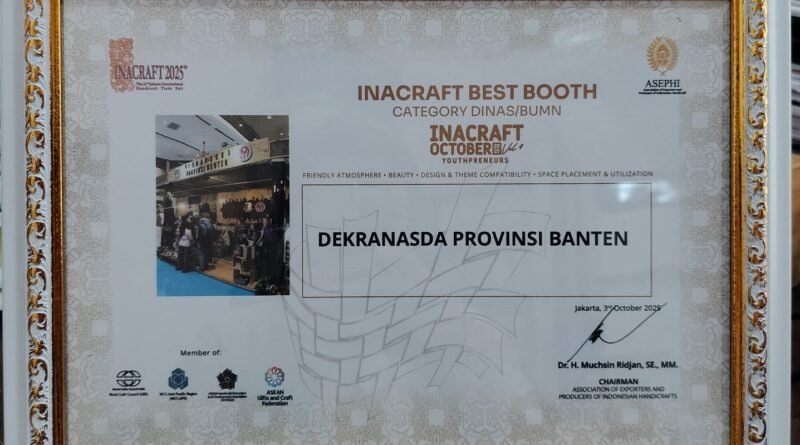 INACRAFT 2025
INACRAFT BEST BOOTH
CATEGORY DINAS/BUMN
INACRAFT
OCTOBER
YOUTHPRENEURS
ASEPHI
FRIENDLY ATMOSPHERE • BEAUTY • DESIGN & THEME COMPATIBILITY • SPACE PLACEMENT & UTILIZATION
DEKRANASDA PROVINSI BANTEN
Jakarta, 3rd October 2025
Member of:
Dr. H. Muchsin Ridjan, SE., MM.
CHAIRMAN
ASSOCIATION OF EXPORTERS AND
PRODUCERS OF INDONESIAN HANDICRAFTS
ASEAN
Gifts and Craft
Federation